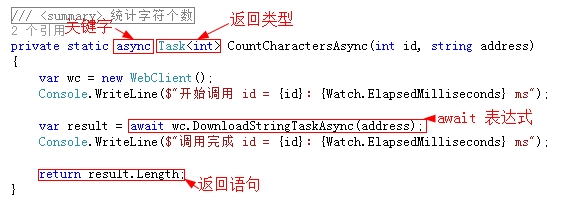 /// <summary> 统计字符个数
返回类型
2 个引用
关键字
private static async Task<int> CountCharactersAsync(int id, string address)
{
var wc = new WebClient();
Console.WriteLine($"开始调用 id = {id}: {Watch.ElapsedMilliseconds} ms");
await 表达式
var result = await wc.DownloadStringTaskAsync(address);
Console.WriteLine($"调用完成 id = {id}: {Watch.ElapsedMilliseconds} ms");
return result.Length;
返回语句
}